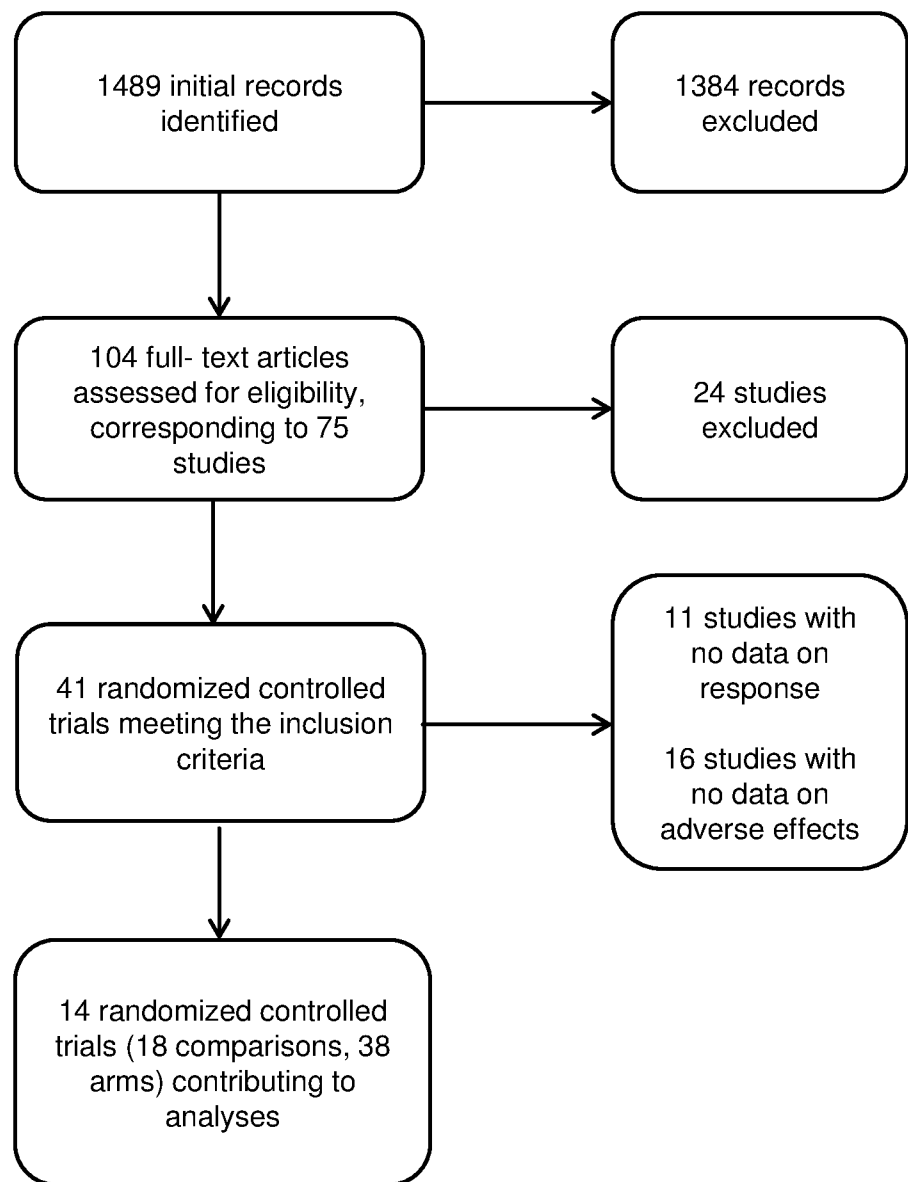 1489 initial records
identified
1384 records
excluded
104 full- text articles
assessed for eligibility,
corresponding to 75
studies
24 studies
excluded
41 randomized controlled
trials meeting the inclusion
criteria
11 studies with
no data on
response
16 studies with
no data on
adverse effects
14 randomized controlled
trials (18 comparisons, 38
arms) contributing to
analyses